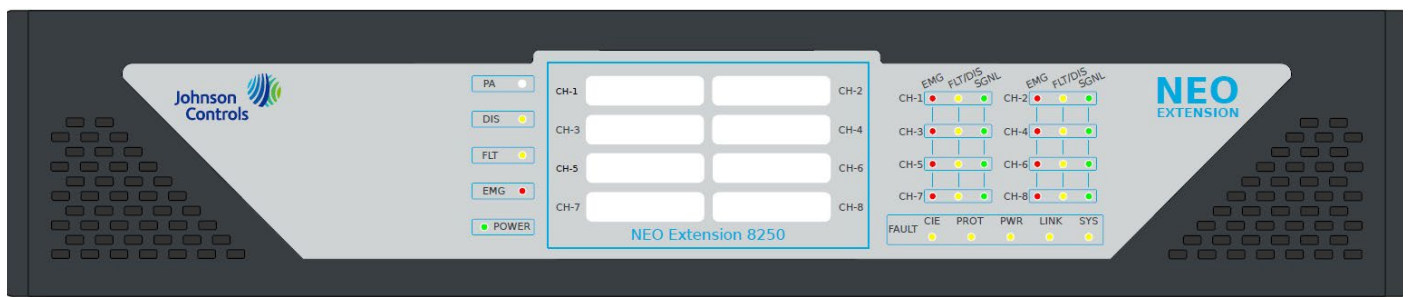 Johnson
Controls
PA
DIS
FLT
EMG
POWER
CH-1
CH-2
CH-3
CH-4
CH-5
CH-6
CH-7
CH-8
NEO Extension 8250
EMG FLT/DIS SGNL EMG FLT/DIS SGNL
CH-1 CH-2
CH-3 CH-4
CH-5 CH-6
CH-7 CH-8
FAULT CIE PROT PWR LINK SYS
NEO
EXTENSION